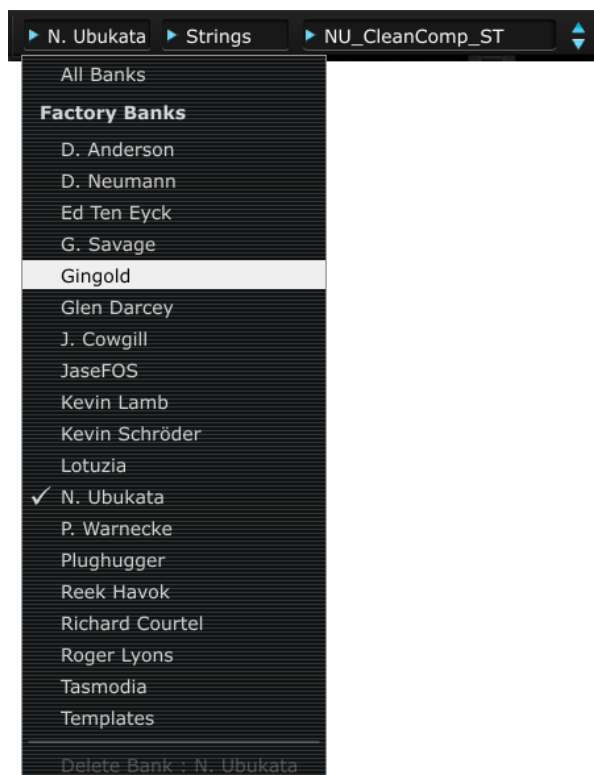 N. Ubukata Strings NU_CleanComp_ST
All Banks
Factory Banks
D. Anderson
D. Neumann
Ed Ten Eyck
G. Savage
Gingold
Glen Darcey
J. Cowgill
JaseFOS
Kevin Lamb
Kevin Schröder
Lotuzia
N. Ubukata
P. Warnecke
Plughugger
Reek Havok
Richard Courtel
Roger Lyons
Tasmodia
Templates
Delete Bank : N. Ubukata